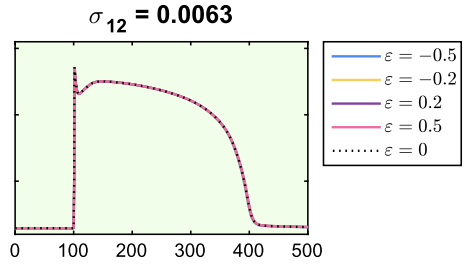 σ₁₂ = 0.0063
ε = −0.5
ε = −0.2
ε = 0.2
ε = 0.5
ε = 0
0 100 200 300 400 500